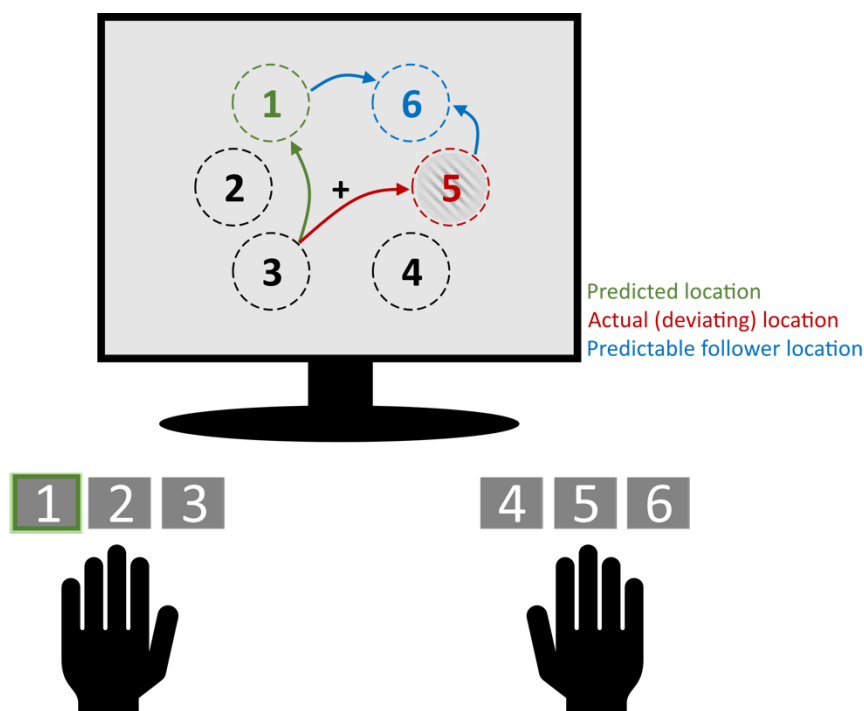 1 6
2 + 5
3 4
Predicted location
Actual (deviating) location
Predictable follower location
1 2 3 4 5 6